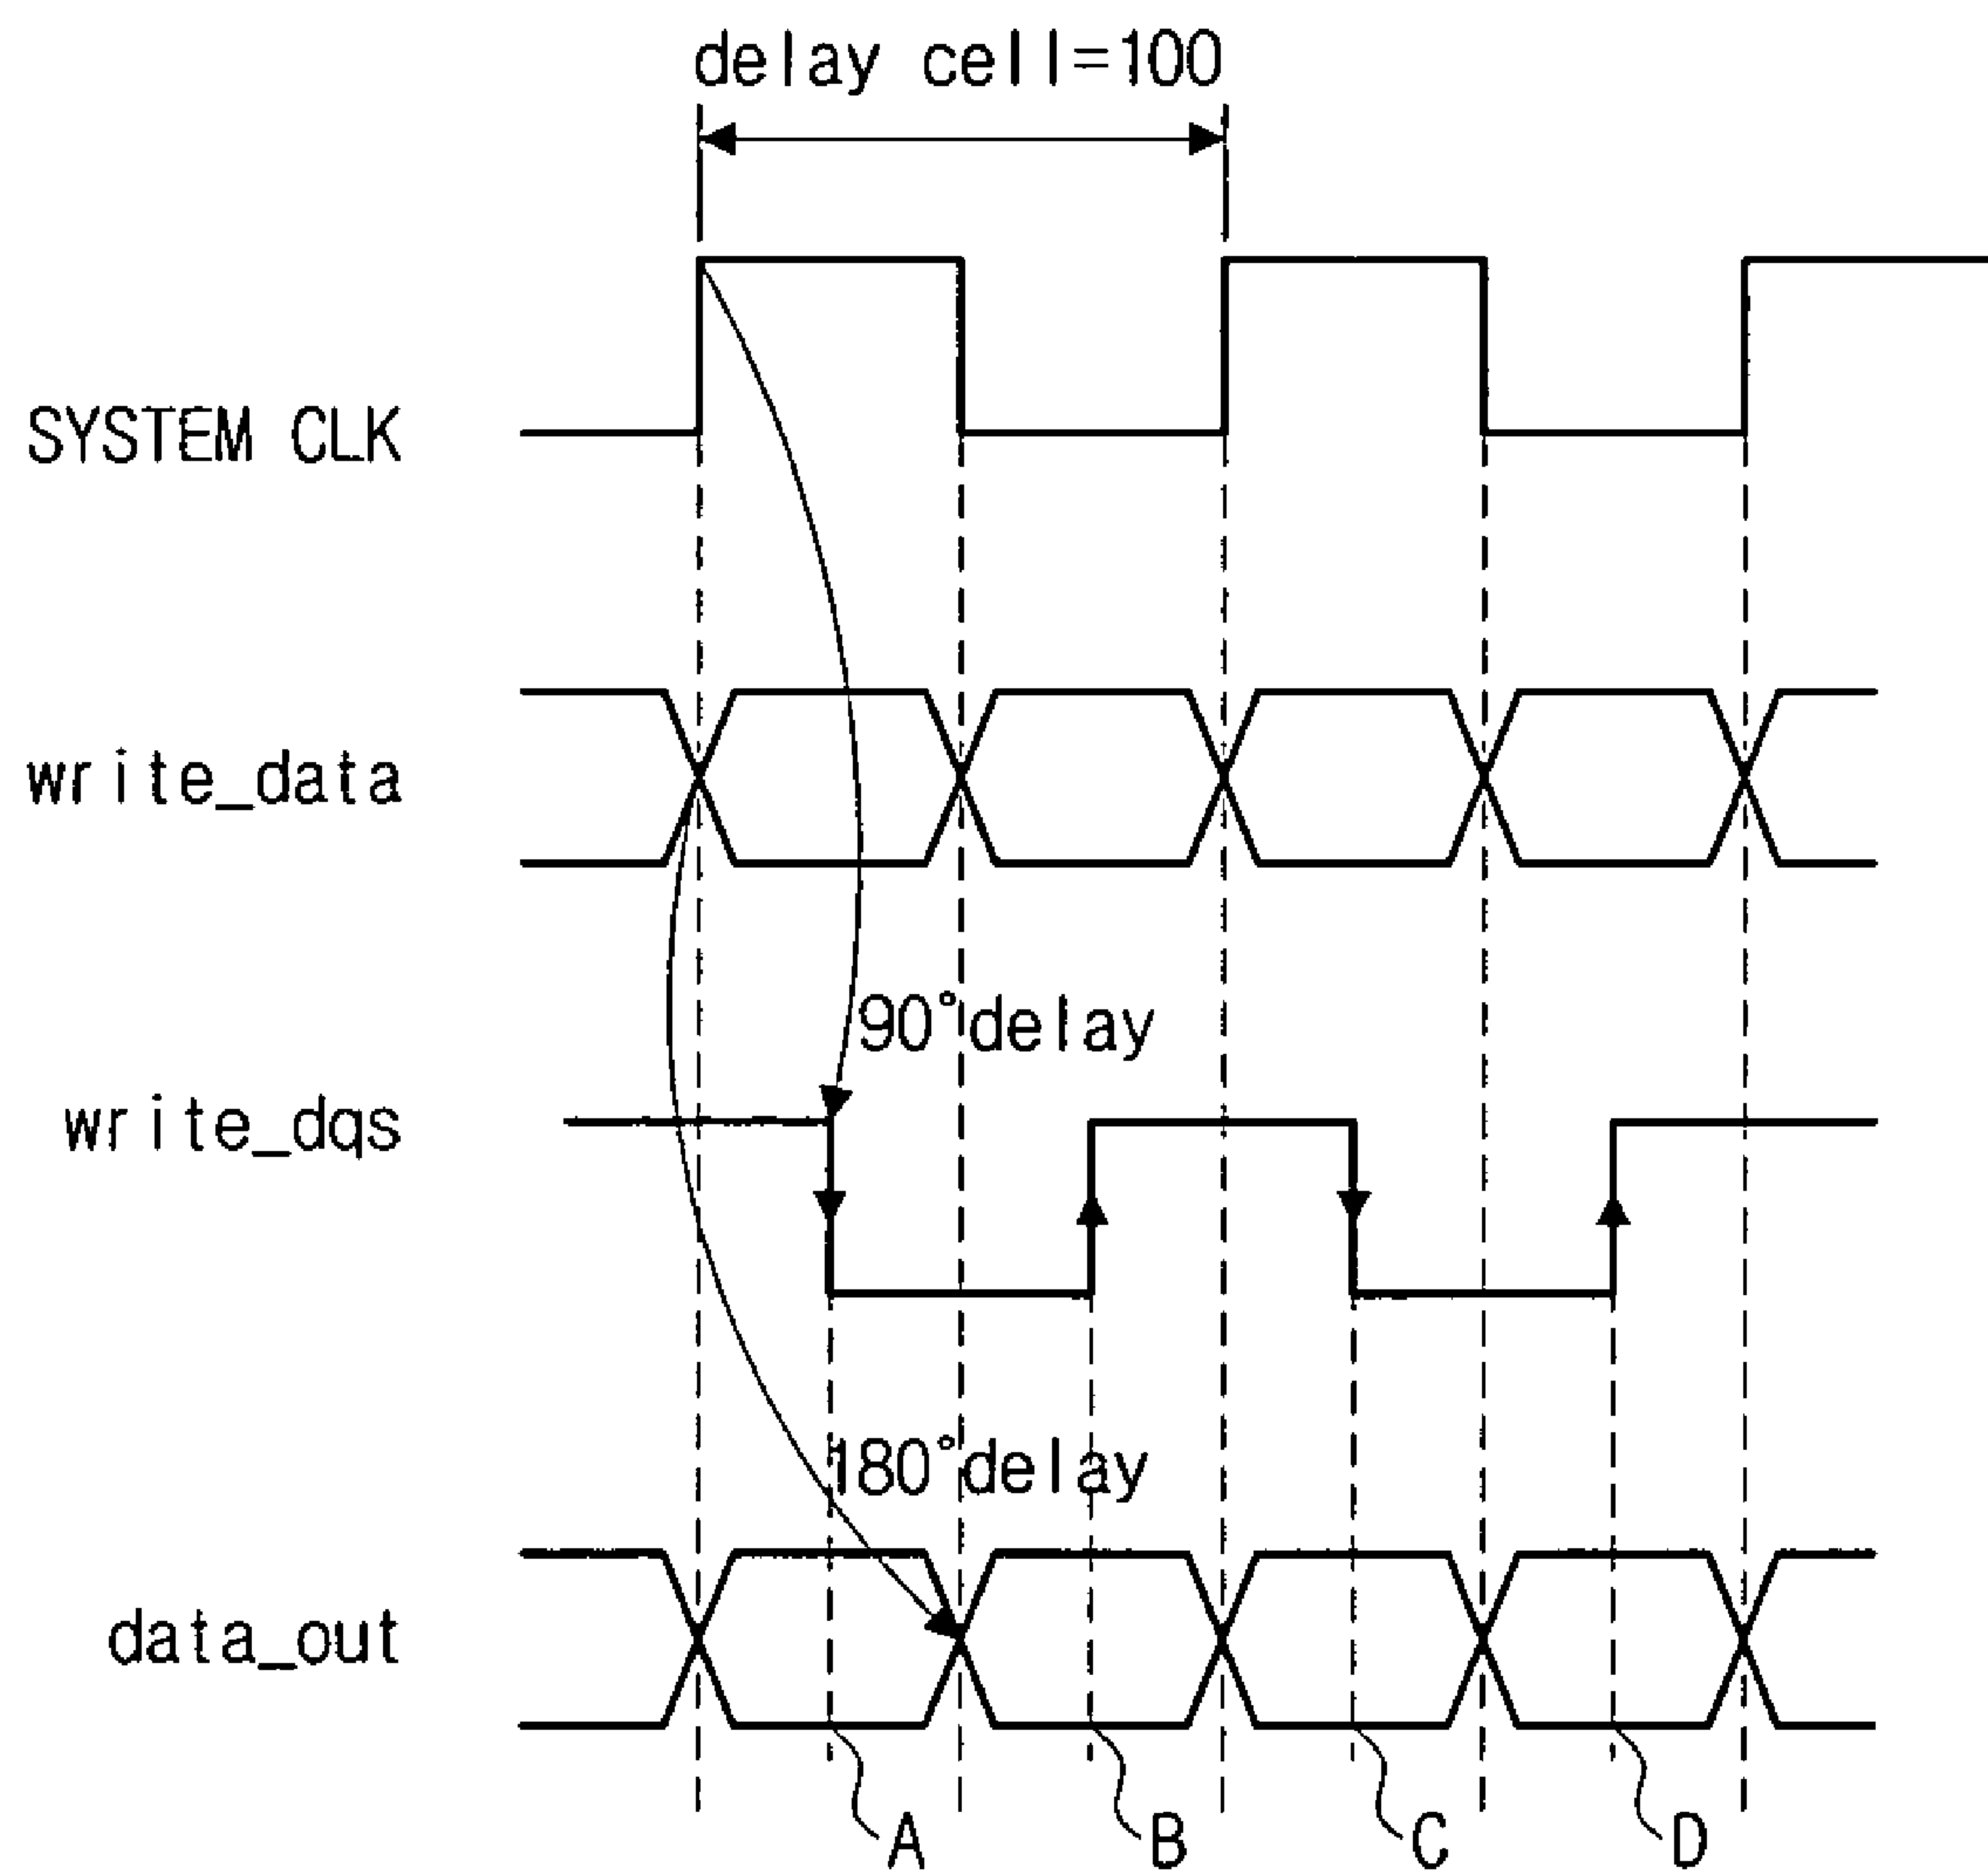 delay cell=100
SYSTEM CLK
write_data
90°delay
write_dqs
180°delay
data_out
A
B
C
D